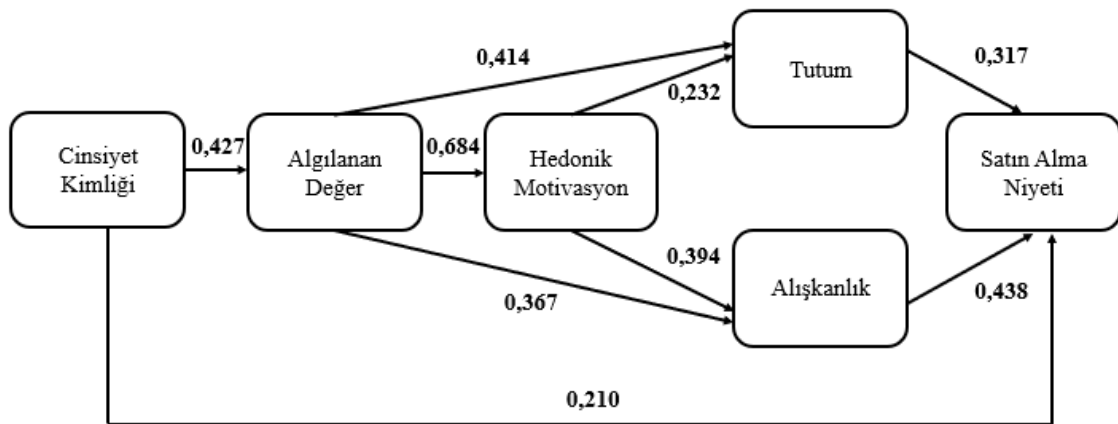 0,414
Tutum
0,317
0,232
Cinsiyet
Kimliği
0,427
Algılanan
Değer
0,684
Hedonik
Motivasyon
Satın Alma
Niyeti
0,394
0,367
Alışkanlık
0,438
0,210